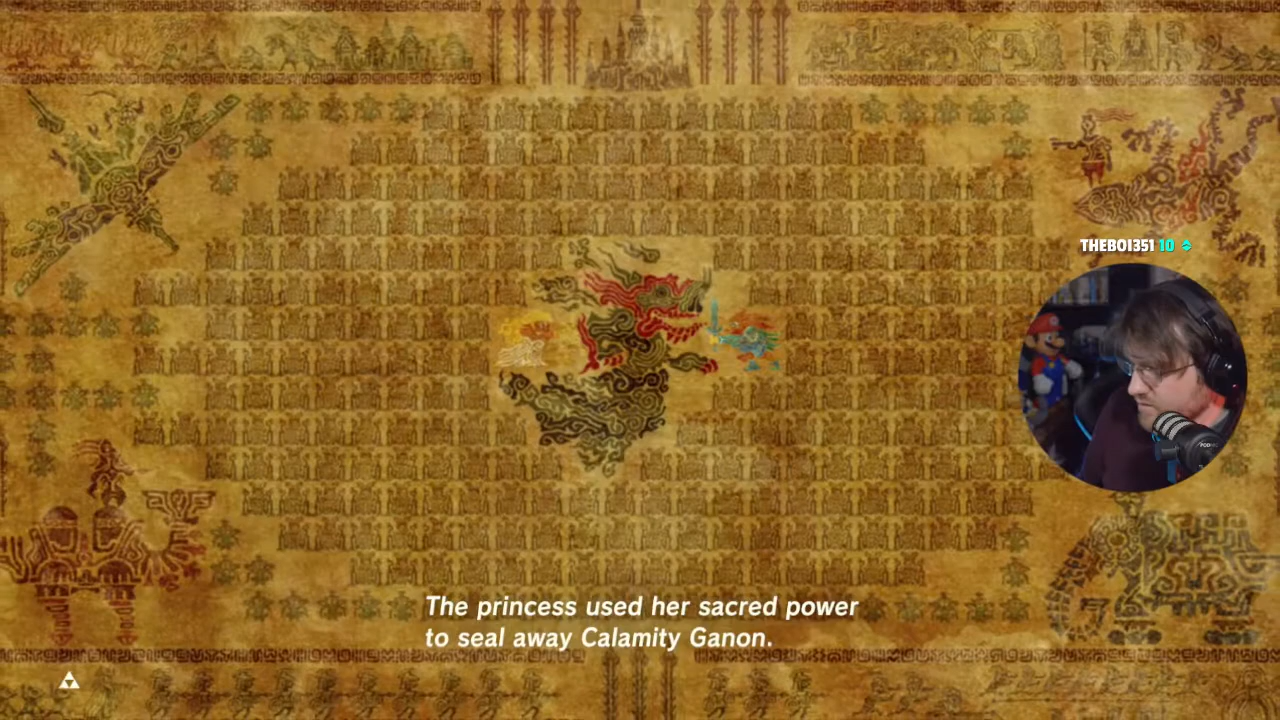 THEBOI351 10
The princess used her sacred power
to seal away Calamity Ganon.